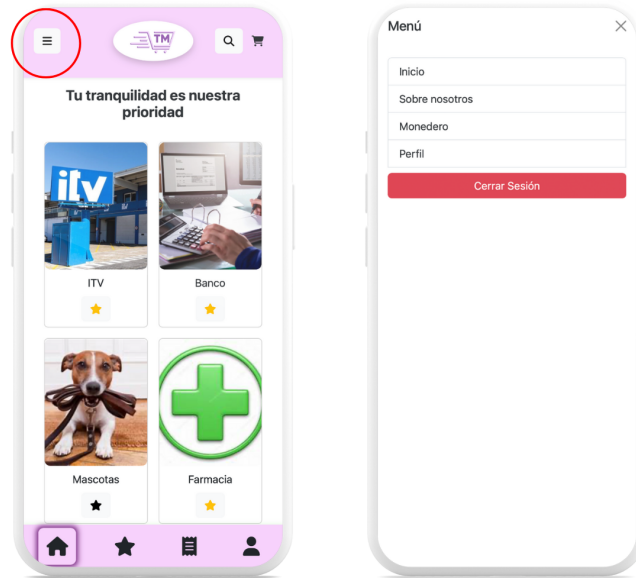 TM
Tu tranquilidad es nuestra
prioridad
itv
ITV
Banco
Mascotas
Farmacia
Menú
Inicio
Sobre nosotros
Monedero
Perfil
Cerrar Sesión